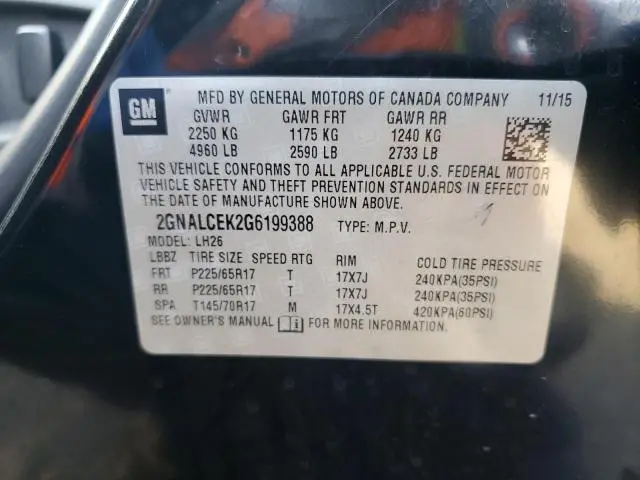 GM MFD BY GENERAL MOTORS OF CANADA COMPANY 11/15
GVWR GAWR FRT GAWR RR
2250 KG 1175 KG 1240 KG
4960 LB 2590 LB 2733 LB
THIS VEHICLE CONFORMS TO ALL APPLICABLE U.S. FEDERAL MOTOR
VEHICLE SAFETY AND THEFT PREVENTION STANDARDS IN EFFECT ON
THE DATE OF MANUFACTURE SHOWN ABOVE.
2GNALCEK2G6199388 TYPE: M.P.V.
MODEL: LH26
LBBZ TIRE SIZE SPEED RTG RIM COLD TIRE PRESSURE
FRT P225/65R17 T 17X7J 240KPA(35PSI)
RR P225/65R17 T 17X7J 240KPA(35PSI)
SPA T145/70R17 M 17X4.5T 420KPA(60PSI)
SEE OWNER'S MANUAL FOR MORE INFORMATION.